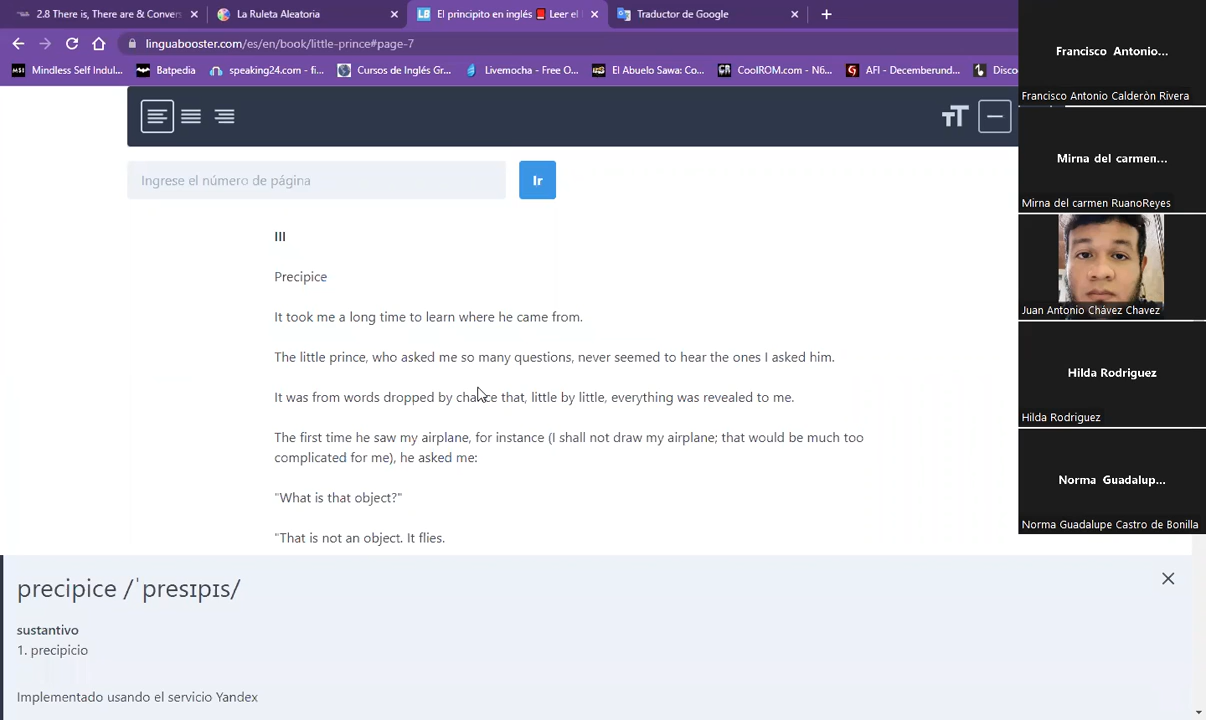 2.8 There is, There are & Conver
La Ruleta Aleatoria
El principito en inglés
Leer el
Traductor de Google
linguabooster.com/es/en/book/little-prince#page-7
Mindless Self Indul...
Batpedia
speaking24.com - fi...
Cursos de Inglés Gr...
Livemocha - Free O...
El Abuelo Sawa: Co...
CoolROM.com - N6...
AFI - Decemberund...
Disco
Ingrese el número de página
Ir
III
Precipice
It took me a long time to learn where he came from.
The little prince, who asked me so many questions, never seemed to hear the ones I asked him.
It was from words dropped by chance that, little by little, everything was revealed to me.
The first time he saw my airplane, for instance (I shall not draw my airplane; that would be much too
complicated for me), he asked me:
"What is that object?"
"That is not an object. It flies.
precipice /ˈpresɪpɪs/
sustantivo
1. precipicio
Implementado usando el servicio Yandex
Francisco Antonio...
Francisco Antonio Calderòn Rivera
Mirna del carmen...
Mirna del carmen RuanoReyes
Juan Antonio Chávez Chavez
Hilda Rodriguez
Hilda Rodriguez
Norma Guadalup...
Norma Guadalupe Castro de Bonilla